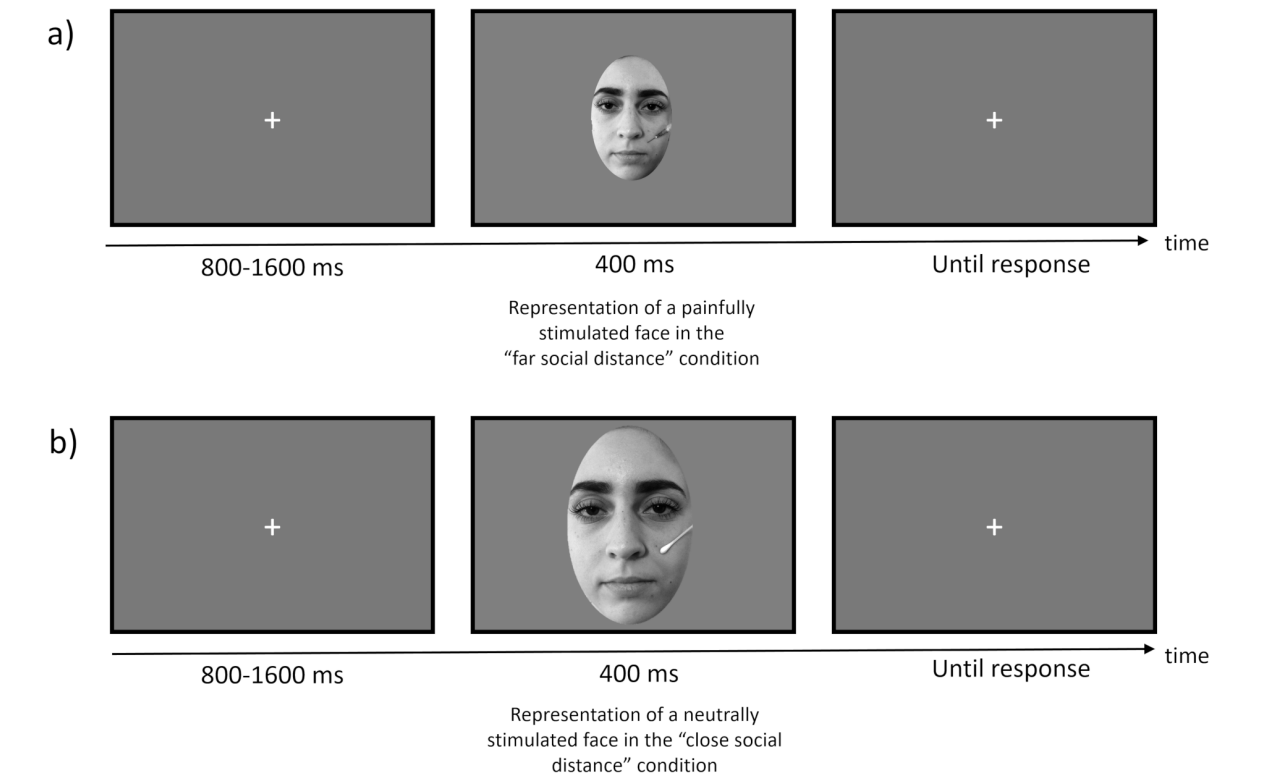 a)
+
+
time
800-1600 ms
400 ms
Until response
Representation of a painfully
stimulated face in the
“far social distance” condition
b)
+
+
time
800-1600 ms
400 ms
Until response
Representation of a neutrally
stimulated face in the “close social
distance” condition